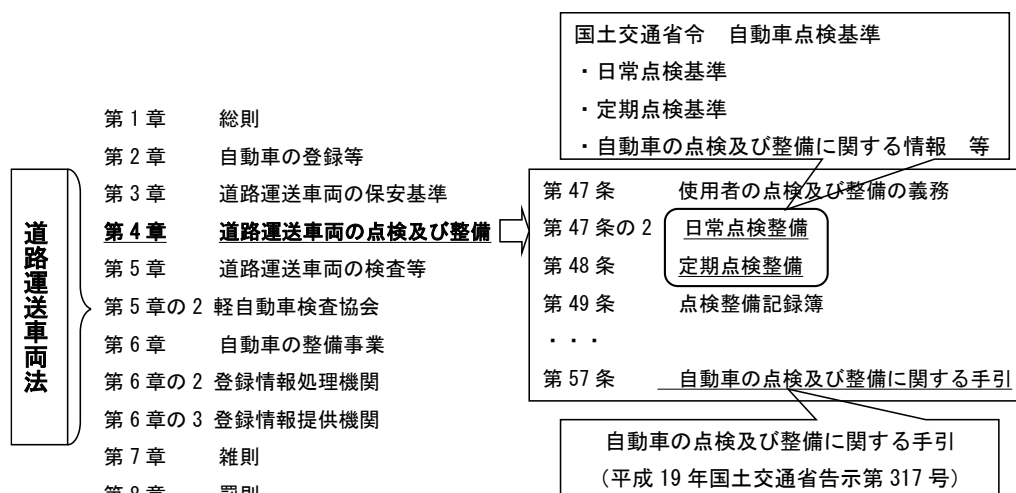 国土交通省令 自動車点検基準
・日常点検基準
・定期点検基準
・自動車の点検及び整備に関する情報 等
道路運送車両法
第1章 総則
第2章 自動車の登録等
第3章 道路運送車両の保安基準
第4章 道路運送車両の点検及び整備
第5章 道路運送車両の検査等
第5章の2 軽自動車検査協会
第6章 自動車の整備事業
第6章の2 登録情報処理機関
第6章の3 登録情報提供機関
第7章 雑則
第8章 罰則
第47条 使用者の点検及び整備の義務
第47条の2 日常点検整備
第48条 定期点検整備
第49条 点検整備記録簿
・・・
第57条 自動車の点検及び整備に関する手引
自動車の点検及び整備に関する手引
(平成19年国土交通省告示第317号)